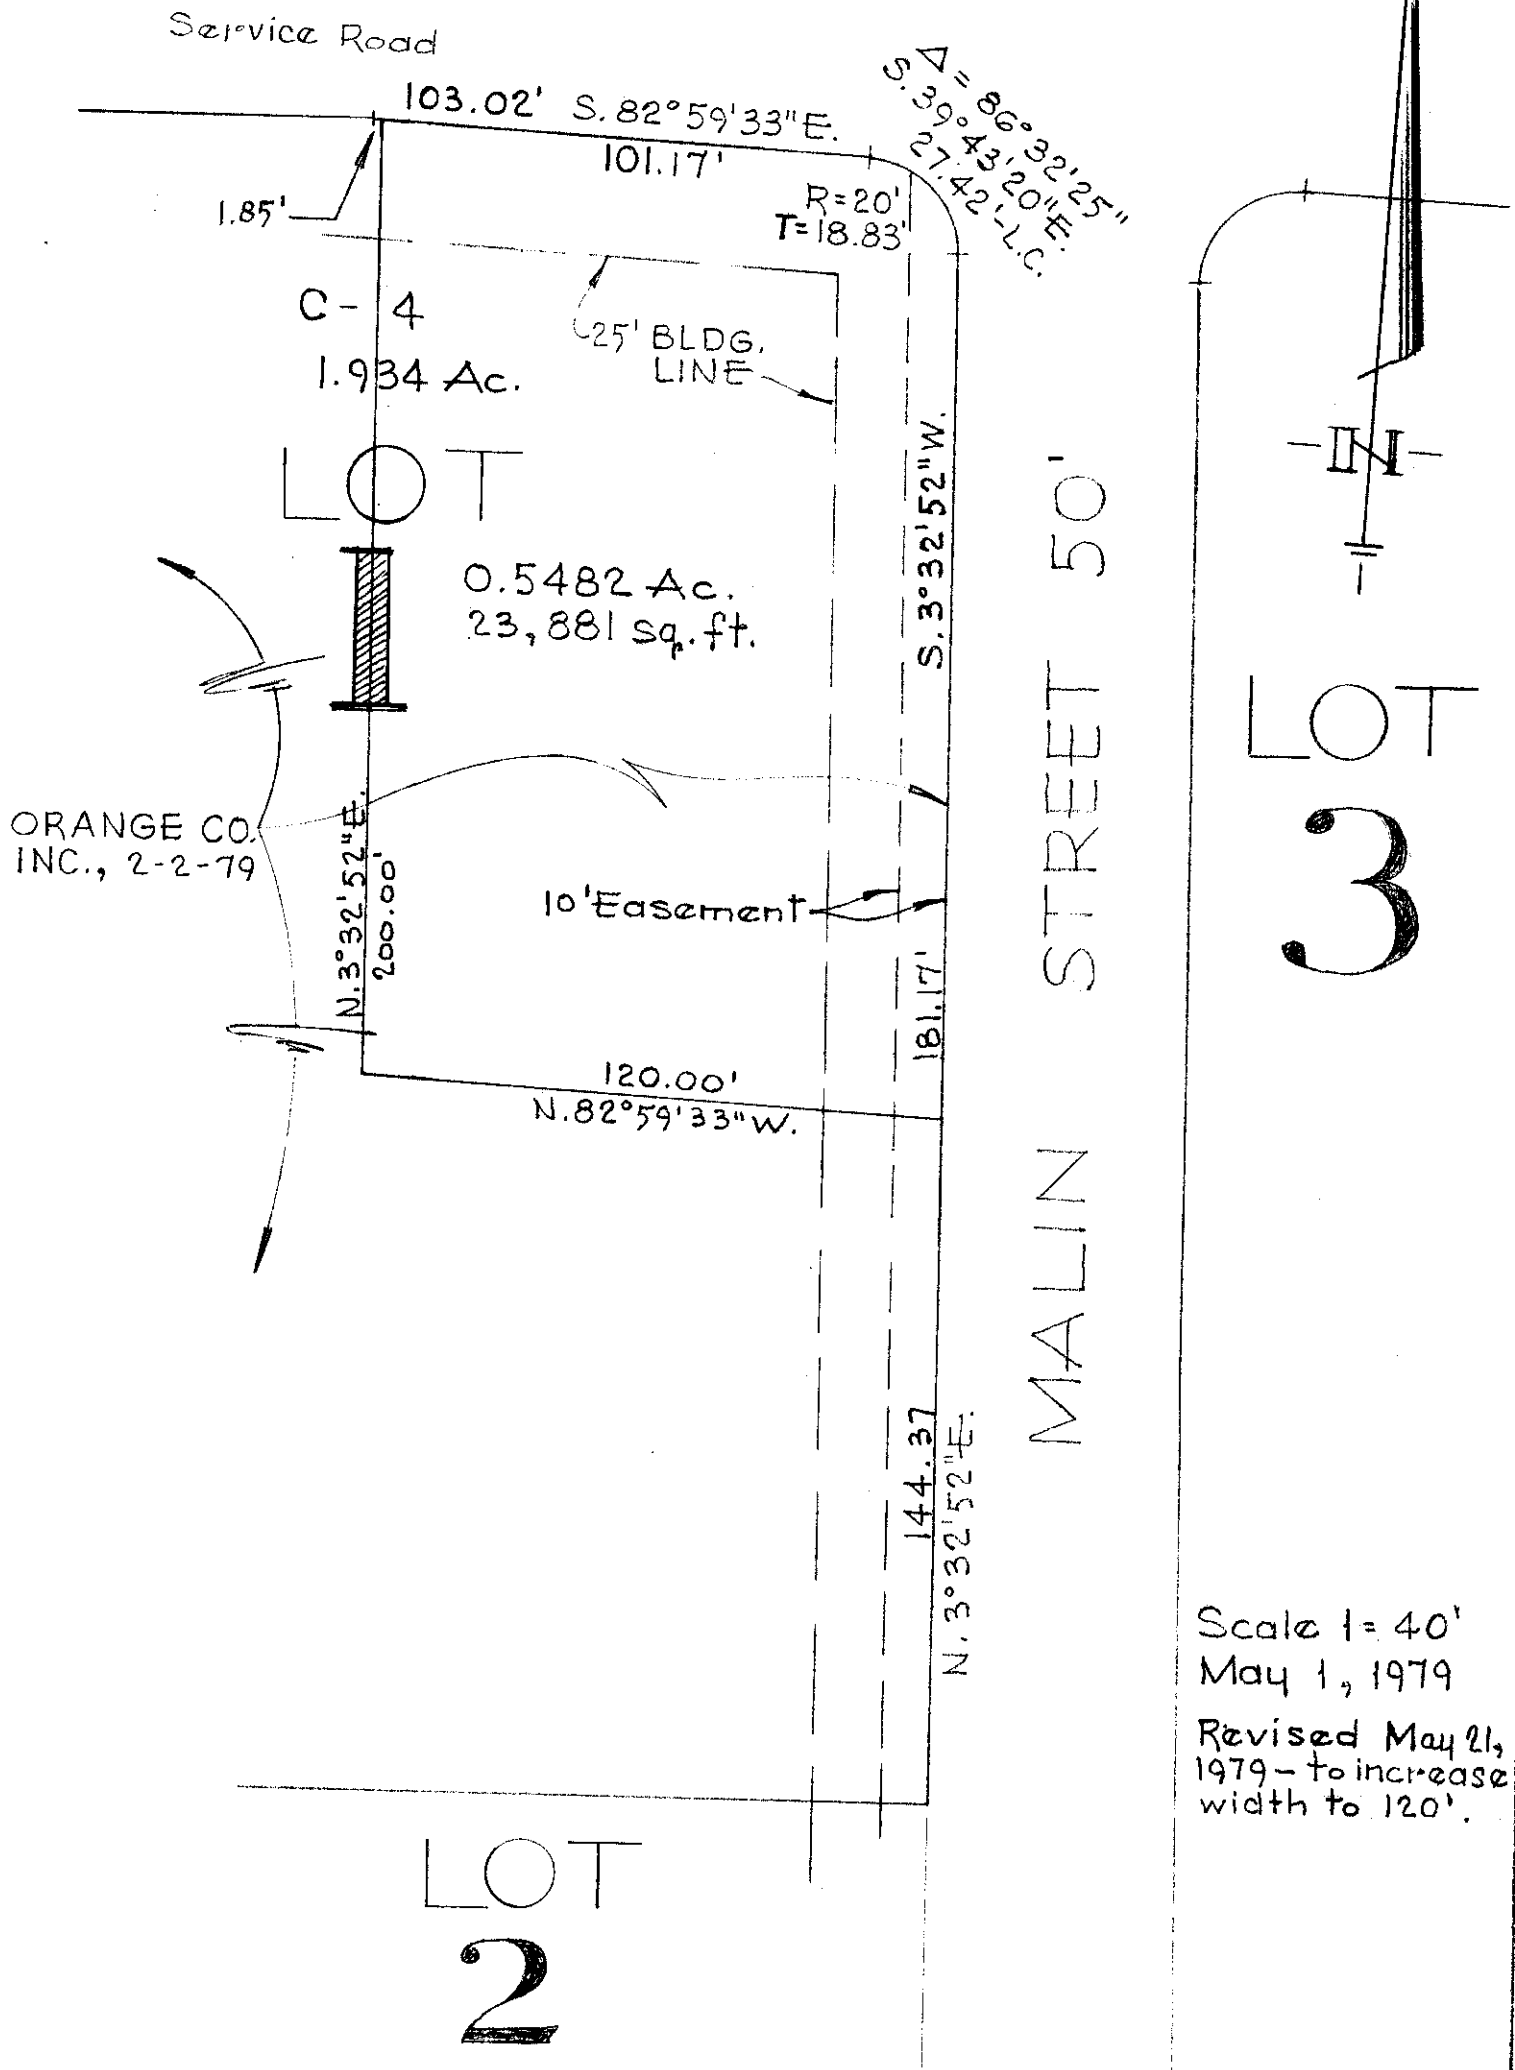 Service Road
103.02' S. 82°59'33"E.
101.17'
Δ = 86°32'25"
S. 39°43'20"E.
27.42'-L.C.
R=20'
T=18.83'
1.85'
C-4
1.934 Ac.
25' BLDG.
LINE
LOT
1
0.5482 Ac.
23,881 sq. ft.
S. 3°32'52"W.
181.17'
MALIN STREET 50'
N
LOT
3
ORANGE CO.
INC., 2-2-79
N. 3°32'52"E.
200.00'
10' Easement
120.00'
N. 82°59'33"W.
144.37
N. 3°32'52"E.
Scale 1 = 40'
May 1, 1979
Revised May 21,
1979 - to increase
width to 120'.
LOT
2